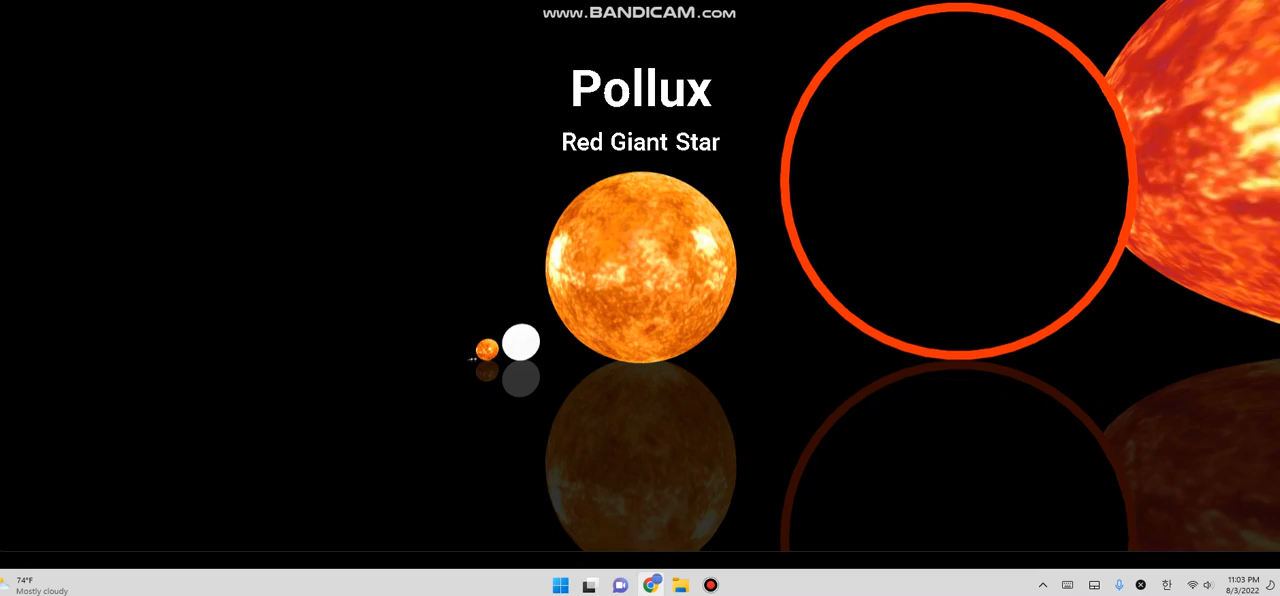 www.BANDICAM.com
Pollux
Red Giant Star
74°F
Mostly cloudy
한
11:03 PM
8/3/2022